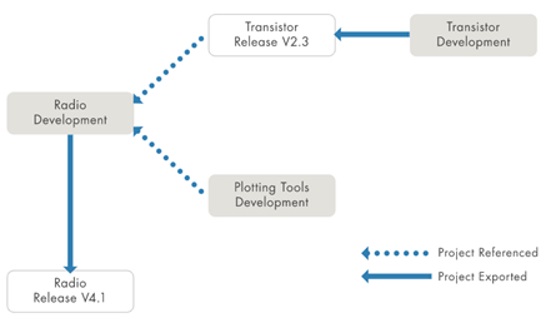 Transistor
Release V2.3
Transistor
Development
Radio
Development
Plotting Tools
Development
Project Referenced
Project Exported
Radio
Release V4.1